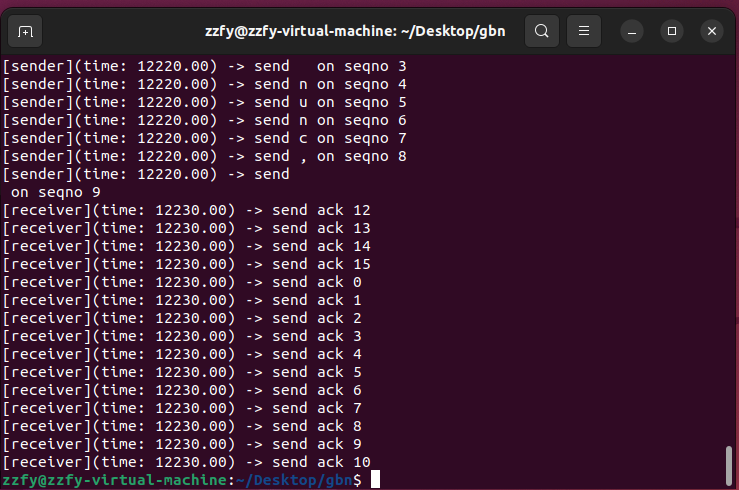 zzfy@zzfy-virtual-machine: ~/Desktop/gbn
[sender](time: 12220.00) -> send   on seqno 3
[sender](time: 12220.00) -> send n on seqno 4
[sender](time: 12220.00) -> send u on seqno 5
[sender](time: 12220.00) -> send n on seqno 6
[sender](time: 12220.00) -> send c on seqno 7
[sender](time: 12220.00) -> send , on seqno 8
[sender](time: 12220.00) -> send
 on seqno 9
[receiver](time: 12230.00) -> send ack 12
[receiver](time: 12230.00) -> send ack 13
[receiver](time: 12230.00) -> send ack 14
[receiver](time: 12230.00) -> send ack 15
[receiver](time: 12230.00) -> send ack 0
[receiver](time: 12230.00) -> send ack 1
[receiver](time: 12230.00) -> send ack 2
[receiver](time: 12230.00) -> send ack 3
[receiver](time: 12230.00) -> send ack 4
[receiver](time: 12230.00) -> send ack 5
[receiver](time: 12230.00) -> send ack 6
[receiver](time: 12230.00) -> send ack 7
[receiver](time: 12230.00) -> send ack 8
[receiver](time: 12230.00) -> send ack 9
[receiver](time: 12230.00) -> send ack 10
zzfy@zzfy-virtual-machine:~/Desktop/gbn$